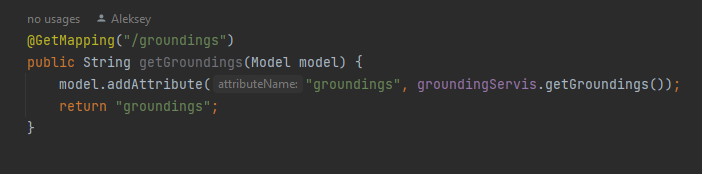 no usages Aleksey
@GetMapping("/groundings")
public String getGroundings(Model model) {
model.addAttribute( attributeName: "groundings", groundingServis.getGroundings());
return "groundings";
}